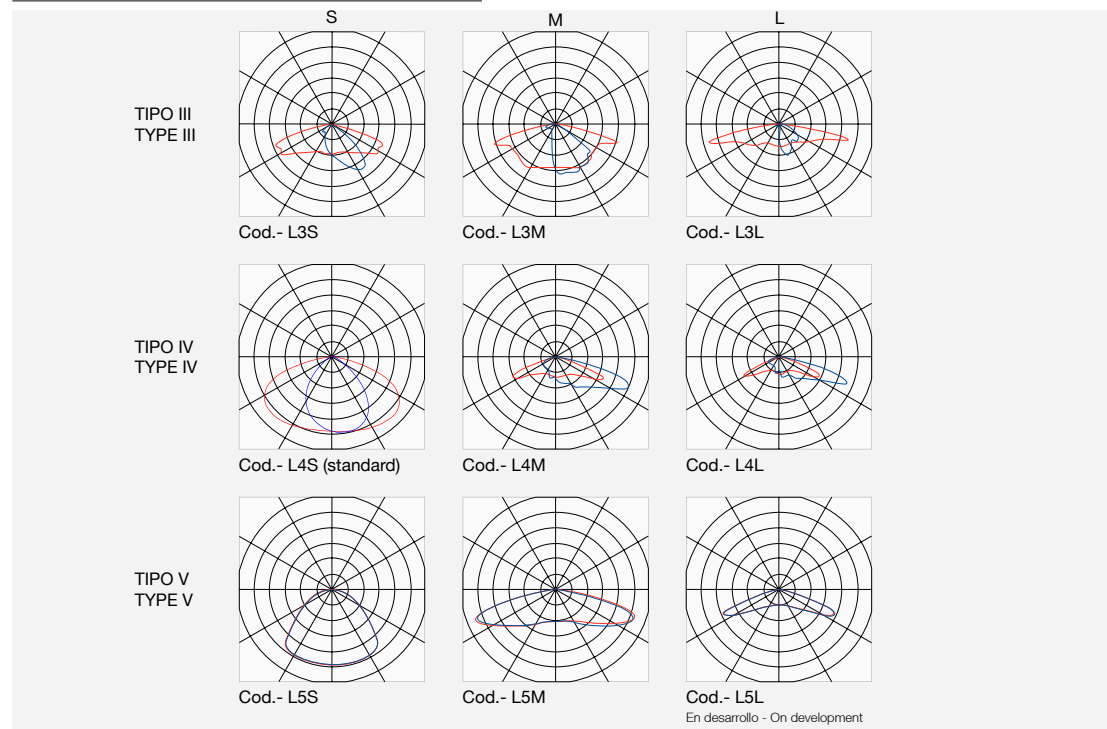 S
M
L
TIPO III
TYPE III
Cod.- L3S
Cod.- L3M
Cod.- L3L
TIPO IV
TYPE IV
Cod.- L4S (standard)
Cod.- L4M
Cod.- L4L
TIPO V
TYPE V
Cod.- L5S
Cod.- L5M
Cod.- L5L
En desarrollo - On development